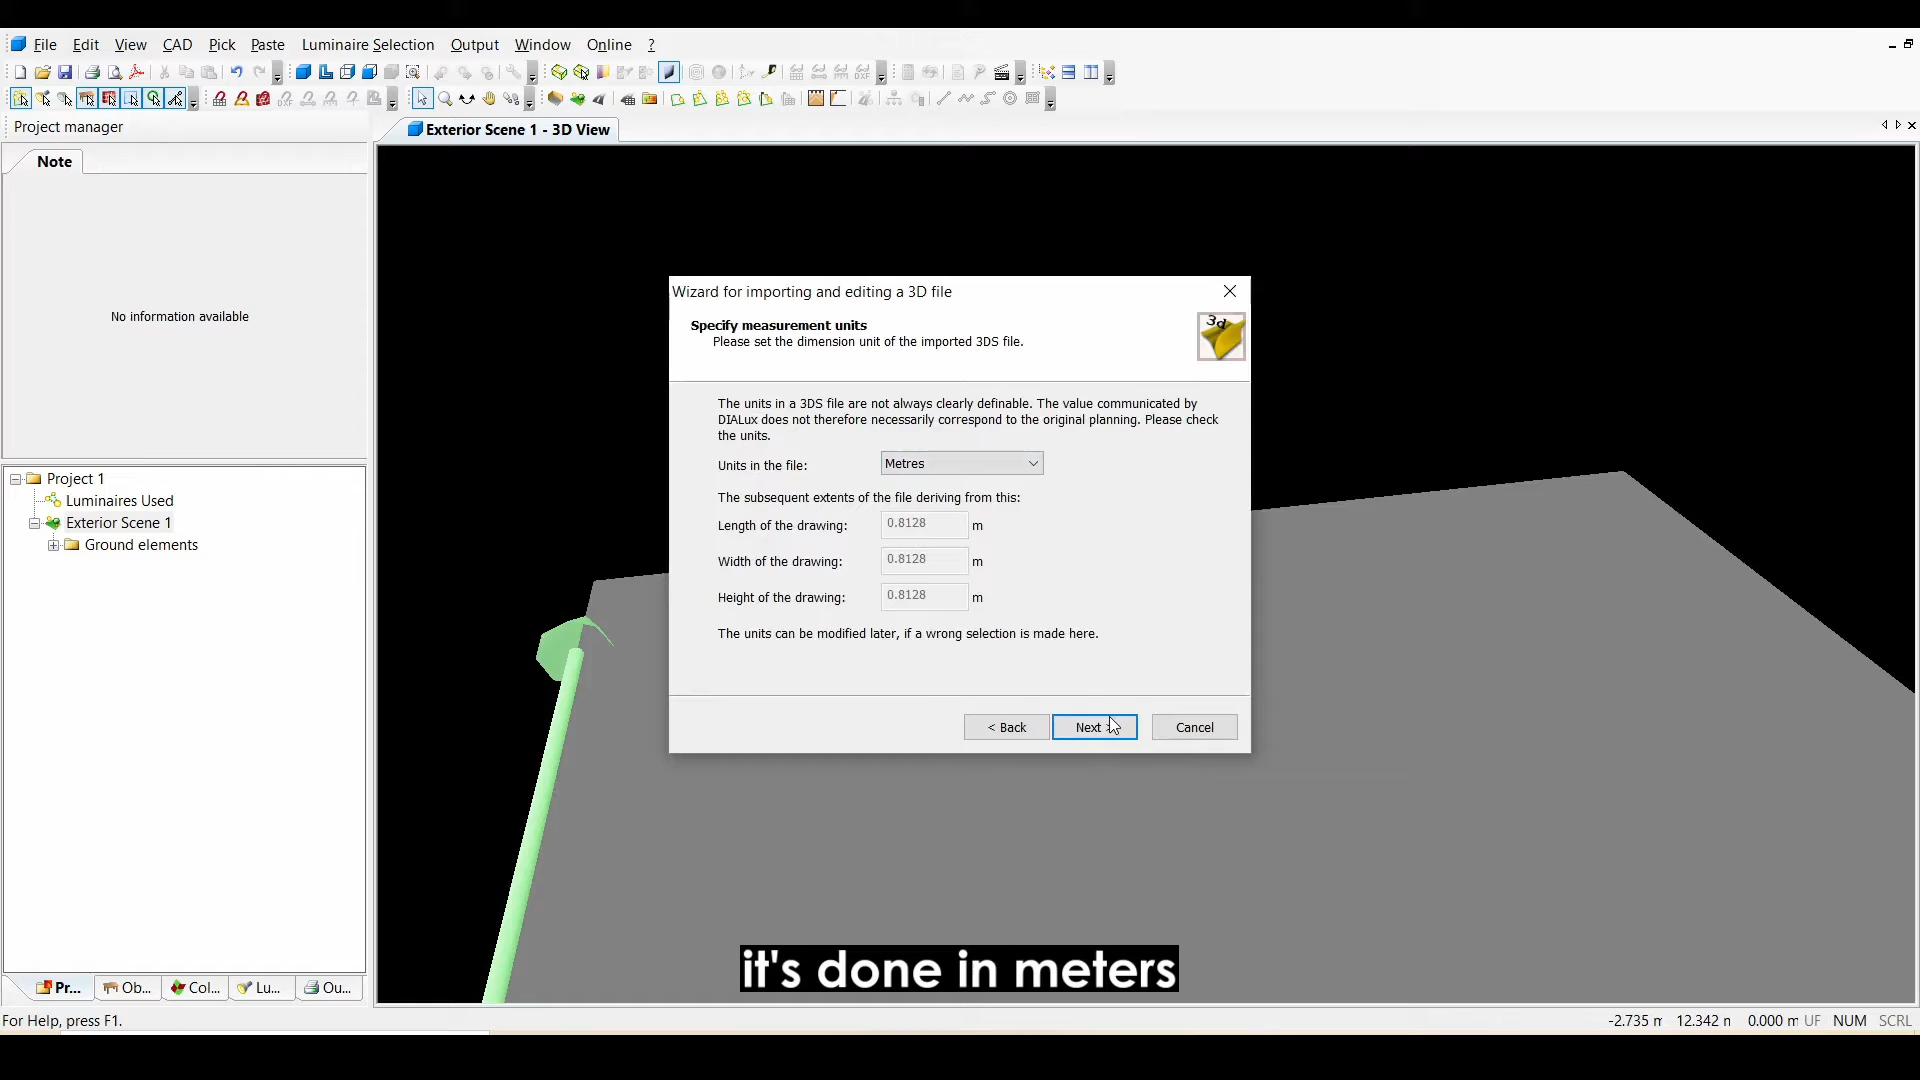 File Edit View CAD Pick Paste Luminaire Selection Output Window Online ?
Project manager
Exterior Scene 1 - 3D View
Note
No information available
Project 1
Luminaires Used
Exterior Scene 1
Ground elements
Wizard for importing and editing a 3D file
Specify measurement units
Please set the dimension unit of the imported 3DS file.
3d
The units in a 3DS file are not always clearly definable. The value communicated by
DIALux does not therefore necessarily correspond to the original planning. Please check
the units.
Units in the file: Metres
The subsequent extents of the file deriving from this:
Length of the drawing: 0.8128 m
Width of the drawing: 0.8128 m
Height of the drawing: 0.8128 m
The units can be modified later, if a wrong selection is made here.
< Back Next > Cancel
it's done in meters
Pr... Ob... Col... Lu... Ou...
For Help, press F1. -2.735 12.342 0.000 m UF NUM SCRL